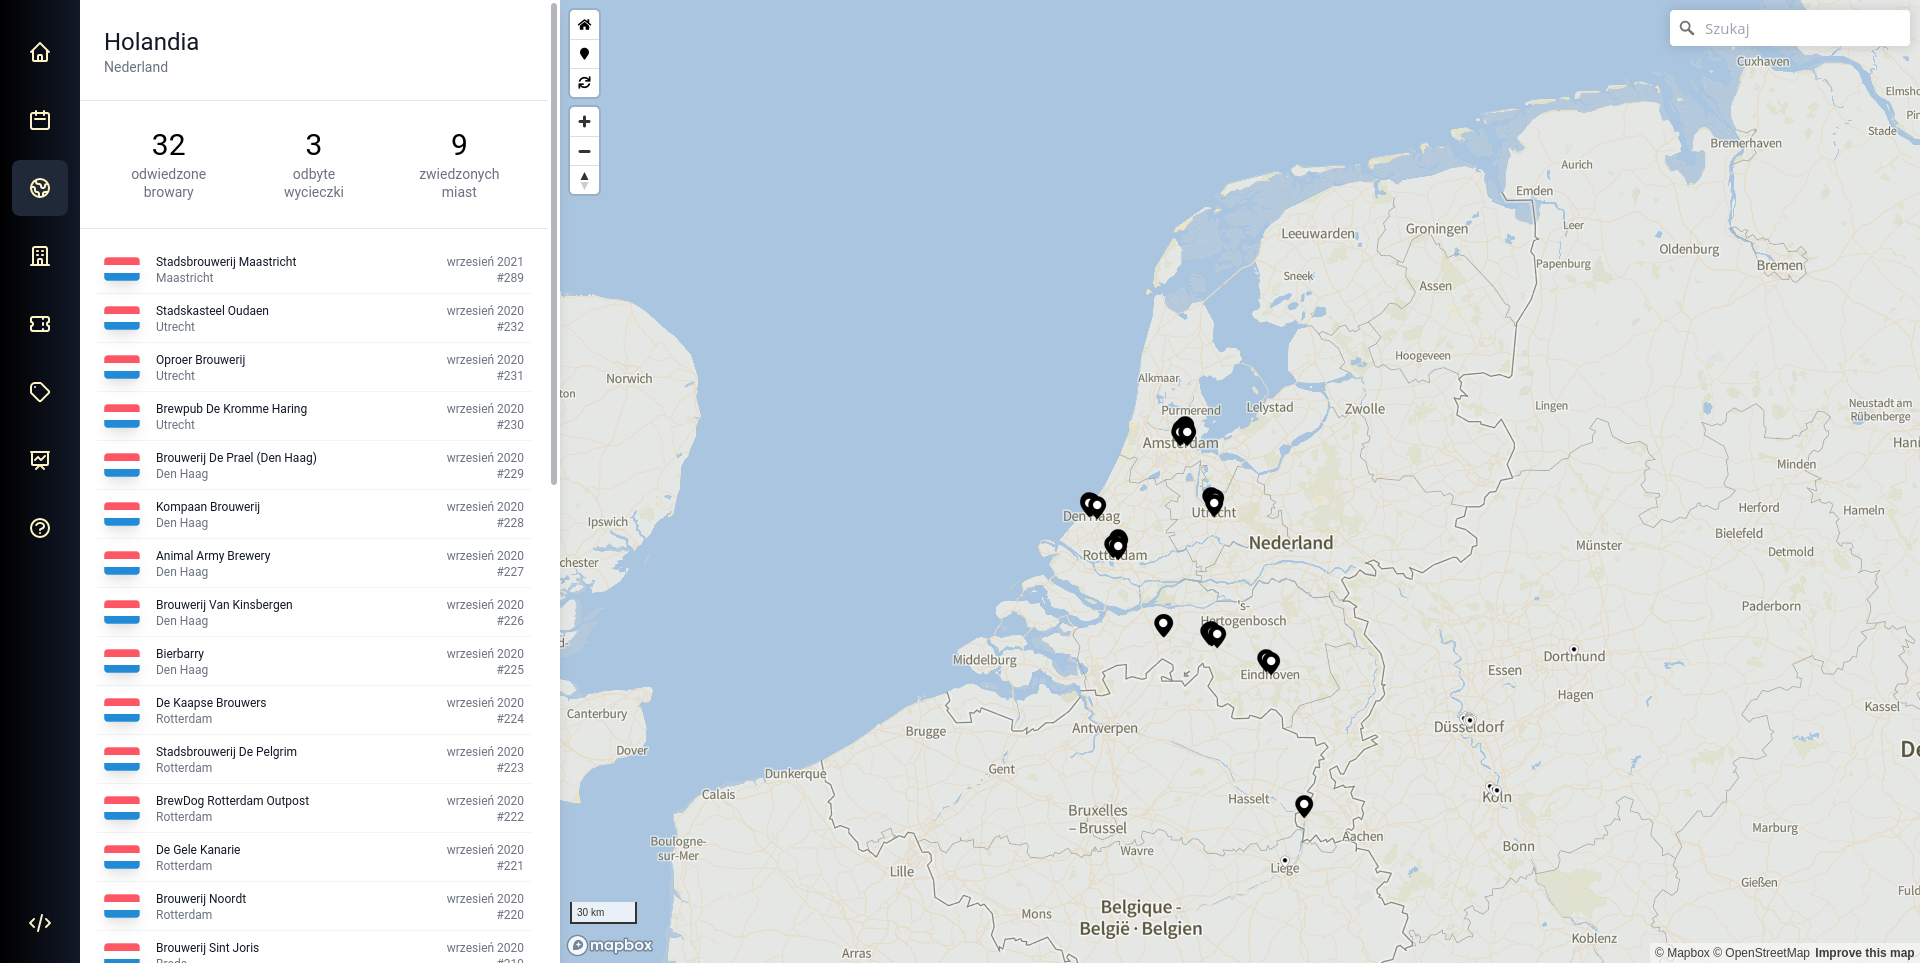 Holandia
Nederland
32
odwiedzone
browary
3
odbyte
wycieczki
9
zwiedzonych
miast
Stadsbrouwerij Maastricht
wrzesień 2021
Maastricht
#289
Stadskasteel Oudaen
wrzesień 2020
Utrecht
#232
Oproer Brouwerij
wrzesień 2020
Utrecht
#231
Brewpub De Kromme Haring
wrzesień 2020
Utrecht
#230
Brouwerij De Prael (Den Haag)
wrzesień 2020
Den Haag
#229
Kompaan Brouwerij
wrzesień 2020
Den Haag
#228
Animal Army Brewery
wrzesień 2020
Den Haag
#227
Brouwerij Van Kinsbergen
wrzesień 2020
Den Haag
#226
Bierbarry
wrzesień 2020
Den Haag
#225
De Kaapse Brouwers
wrzesień 2020
Rotterdam
#224
Stadsbrouwerij De Pelgrim
wrzesień 2020
Rotterdam
#223
BrewDog Rotterdam Outpost
wrzesień 2020
Rotterdam
#222
De Gele Kanarie
wrzesień 2020
Rotterdam
#221
Brouwerij Noordt
wrzesień 2020
Rotterdam
#220
Brouwerij Sint Joris
wrzesień 2020
Szukaj
Cuxhaven
Elmsho
Pin
Stade
Bremerhaven
Aurich
Emden
Leer
Groningen
Leeuwarden
Oldenburg
Bremen
Papenburg
Sneek
Assen
Hoogeveen
Norwich
ton
Alkmaar
Purmerend
Lelystad
Zwolle
Lingen
Neustadt am
Rübenberge
Amsterdam
Hani
Minden
Herford
Hameln
Bielefeld
Detmold
Ipswich
chester
Den Haag
Utrecht
Rotterdam
Nederland
Münster
Paderborn
's-
Hertogenbosch
d-
Middelburg
Eindhoven
Essen
Dortmund
Hagen
Kassel
Canterbury
Dover
Brugge
Antwerpen
Düsseldorf
De
Dunkerque
Gent
Calais
Hasselt
Köln
Bruxelles
– Brussel
Aachen
Marburg
Boulogne-
sur-Mer
Wavre
Bonn
Lille
Liège
Gießen
Fuld
Mons
Belgique -
België · Belgien
Koblenz
Arras
30 km
mapbox
© Mapbox © OpenStreetMap Improve this map